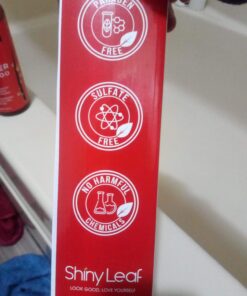 PARABEN
FREE
SULFATE
FREE
NO HARMFUL
CHEMICALS
Shiny Leaf
LOOK GOOD, LOVE YOURSELF